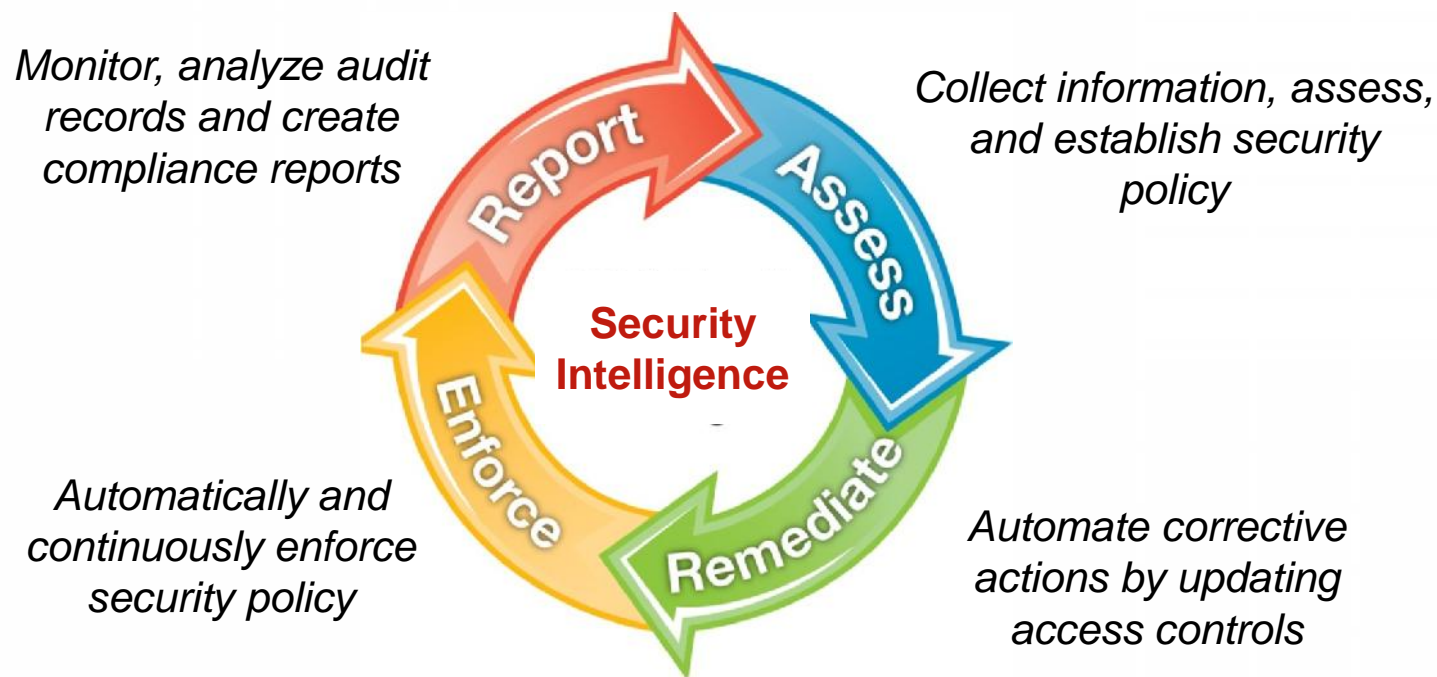 Monitor, analyze audit
records and create
compliance reports
Report
Assess
Collect information, assess,
and establish security
policy
Security
Intelligence
Enforce
Remediate
Automatically and
continuously enforce
security policy
Automate corrective
actions by updating
access controls